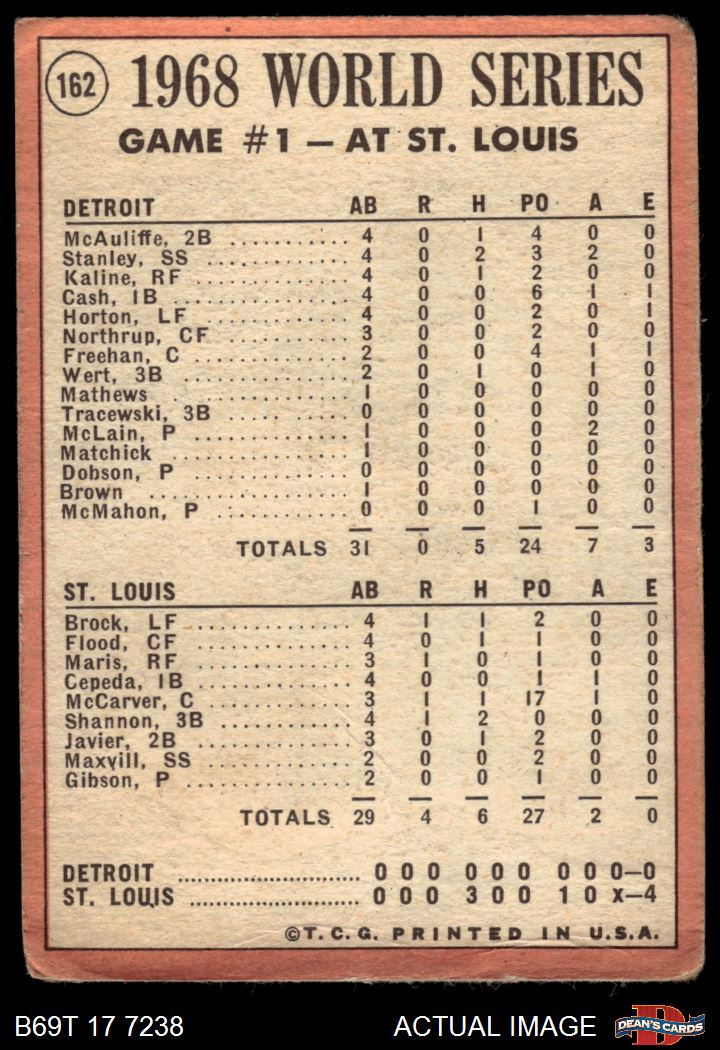 162 1968 WORLD SERIES
GAME #1 – AT ST. LOUIS
DETROIT AB R H PO A E
McAuliffe, 2B .......... 4 0 1 4 0 0
Stanley, SS ............ 4 0 2 3 2 0
Kaline, RF ............. 4 0 1 2 0 0
Cash, 1B ............... 4 0 0 6 1 1
Horton, LF ............. 4 0 0 2 0 1
Northrup, CF ........... 3 0 0 2 0 0
Freehan, C ............. 2 0 0 4 1 1
Wert, 3B ............... 2 0 1 0 1 0
Mathews ................ 1 0 0 0 0 0
Tracewski, 3B .......... 0 0 0 0 0 0
McLain, P .............. 1 0 0 0 2 0
Matchick ............... 1 0 0 0 0 0
Dobson, P .............. 0 0 0 0 0 0
Brown .................. 1 0 0 0 0 0
McMahon, P ............. 0 0 0 1 0 0
TOTALS 31 0 5 24 7 3
ST. LOUIS AB R H PO A E
Brock, LF .............. 4 1 1 2 0 0
Flood, CF .............. 4 0 1 1 0 0
Maris, RF .............. 3 1 0 1 0 0
Cepeda, 1B ............. 4 0 0 1 1 0
McCarver, C ............ 3 1 1 17 1 0
Shannon, 3B ............ 4 1 2 0 0 0
Javier, 2B ............. 3 0 1 2 0 0
Maxvill, SS ............ 2 0 0 2 0 0
Gibson, P .............. 2 0 0 1 0 0
TOTALS 29 4 6 27 2 0
DETROIT .............................. 0 0 0 0 0 0 0 0 0–0
ST. LOUIS ............................ 0 0 0 3 0 0 1 0 x–4
©T.C.G. PRINTED IN U.S.A.
B69T 17 7238 ACTUAL IMAGE DEAN'S CARDS